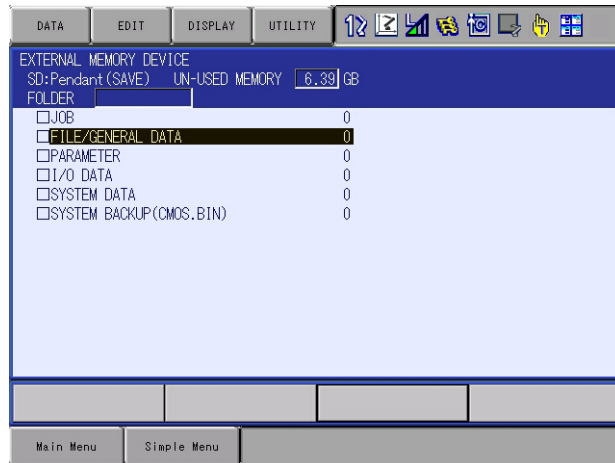 DATA EDIT DISPLAY UTILITY 12
EXTERNAL MEMORY DEVICE
SD:Pendant(SAVE) UN-USED MEMORY 6.39 GB
FOLDER
JOB 0
FILE/GENERAL DATA 0
PARAMETER 0
I/O DATA 0
SYSTEM DATA 0
SYSTEM BACKUP(CMOS.BIN) 0
Main Menu Simple Menu